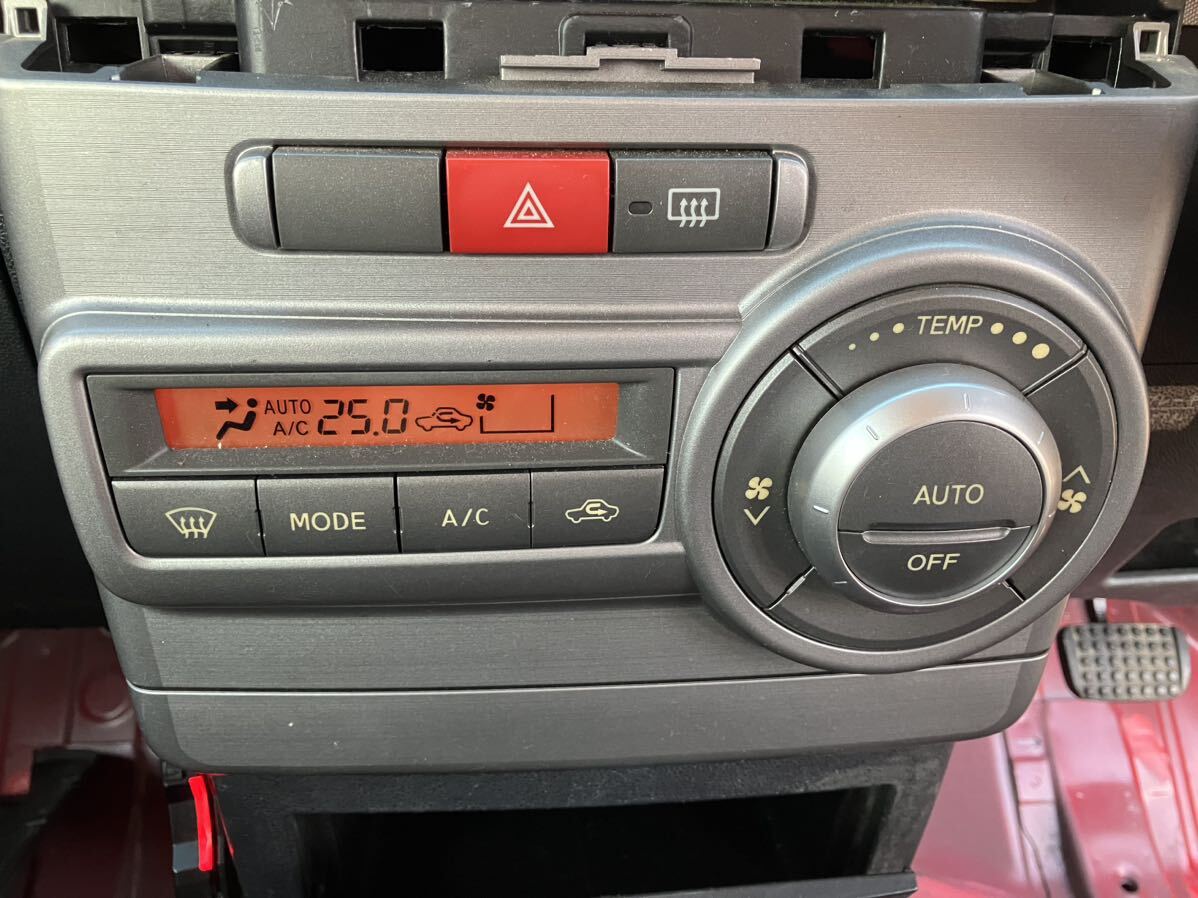 TEMP
AUTO
A/C 25.0
MODE
A/C
AUTO
OFF